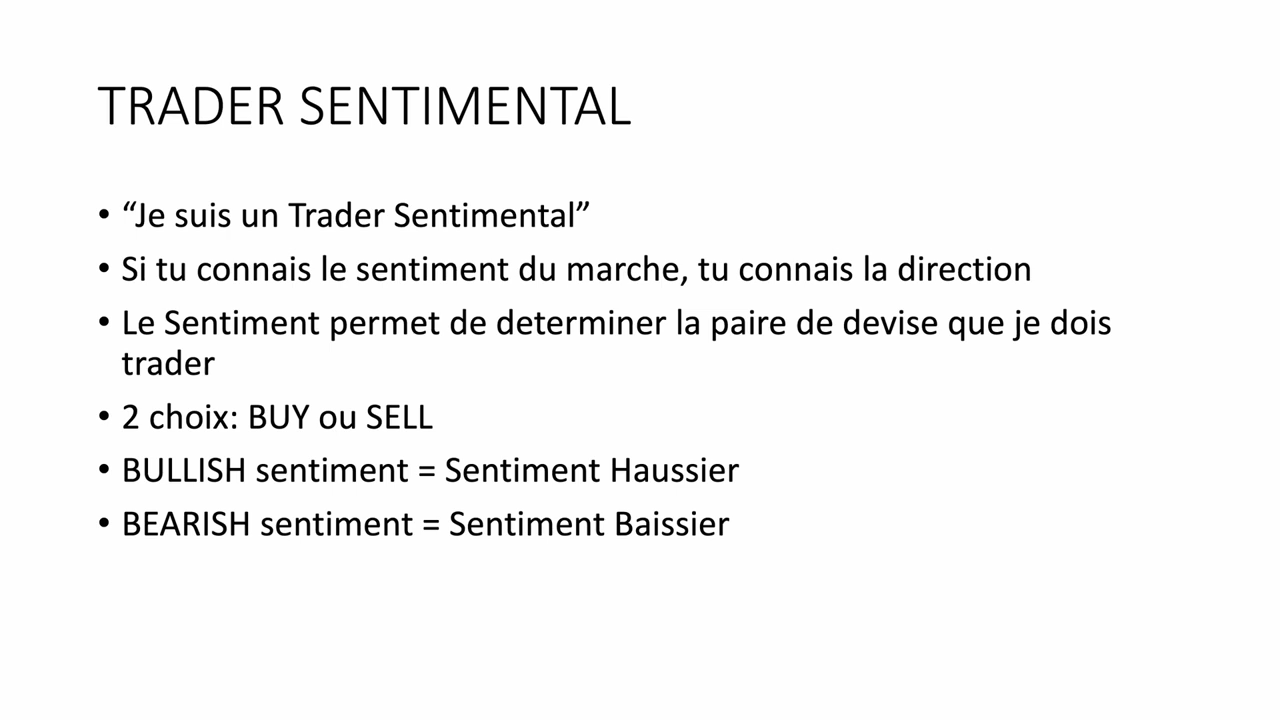 TRADER SENTIMENTAL
• “Je suis un Trader Sentimental”
• Si tu connais le sentiment du marche, tu connais la direction
• Le Sentiment permet de determiner la paire de devise que je dois
trader
• 2 choix: BUY ou SELL
• BULLISH sentiment = Sentiment Haussier
• BEARISH sentiment = Sentiment Baissier